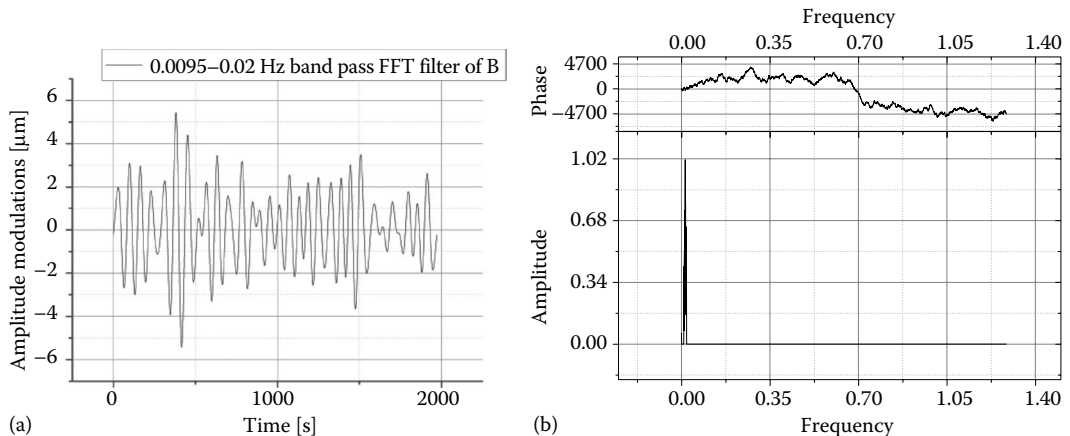 0.0095–0.02 Hz band pass FFT filter of B
6
4
2
0
−2
−4
−6
Amplitude modulations [µm]
0 1000 2000
Time [s]
(a)
Frequency
0.00 0.35 0.70 1.05 1.40
4700
0
−4700
Phase
1.02
0.68
0.34
0.00
Amplitude
0.00 0.35 0.70 1.05 1.40
Frequency
(b)